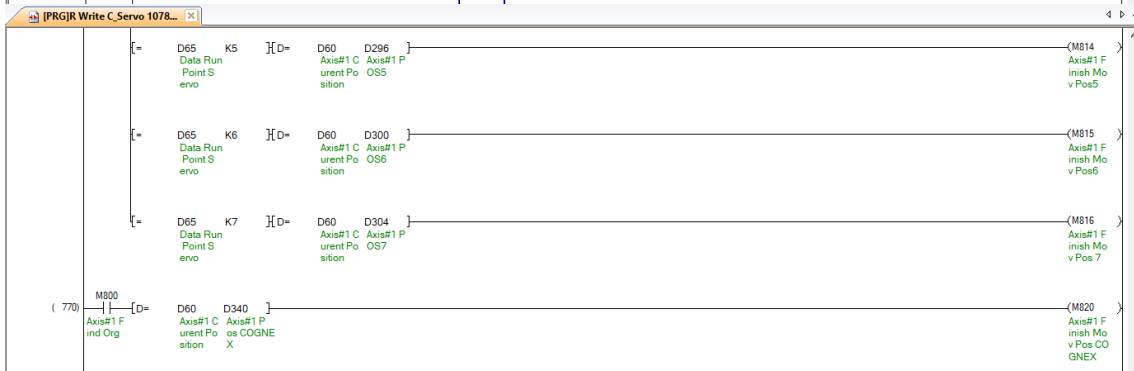 [PRG]R Write C_Servo 1078...
[= D65 K5 ][ D= D60 D296 ] (M814 )
Data Run Axis#1 C Axis#1 P Axis#1 F
Point S urent Po OS5 inish Mo
ervo sition v Pos5
[= D65 K6 ][ D= D60 D300 ] (M815 )
Data Run Axis#1 C Axis#1 P Axis#1 F
Point S urent Po OS6 inish Mo
ervo sition v Pos6
[= D65 K7 ][ D= D60 D304 ] (M816 )
Data Run Axis#1 C Axis#1 P Axis#1 F
Point S urent Po OS7 inish Mo
ervo sition v Pos 7
M800
( 770) [ D= D60 D340 ] (M820 )
Axis#1 F Axis#1 C Axis#1 P Axis#1 F
ind Org urent Po os COGNE inish Mo
sition X v Pos CO
GNEX